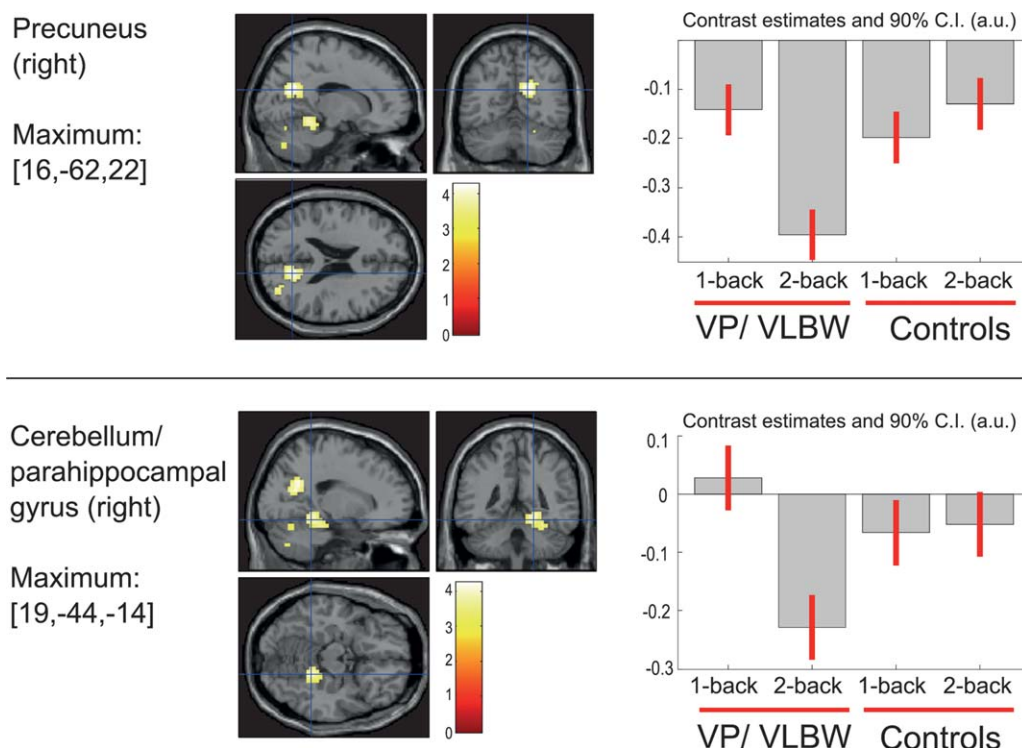 Precuneus
(right)
Maximum:
[16,-62,22]
4
3
2
1
0
Contrast estimates and 90% C.I. (a.u.)
-0.1
-0.2
-0.3
-0.4
1-back 2-back 1-back 2-back
VP/ VLBW Controls
Cerebellum/
parahippocampal
gyrus (right)
Maximum:
[19,-44,-14]
4
3
2
1
0
Contrast estimates and 90% C.I. (a.u.)
0.1
0
-0.1
-0.2
-0.3
1-back 2-back 1-back 2-back
VP/ VLBW Controls